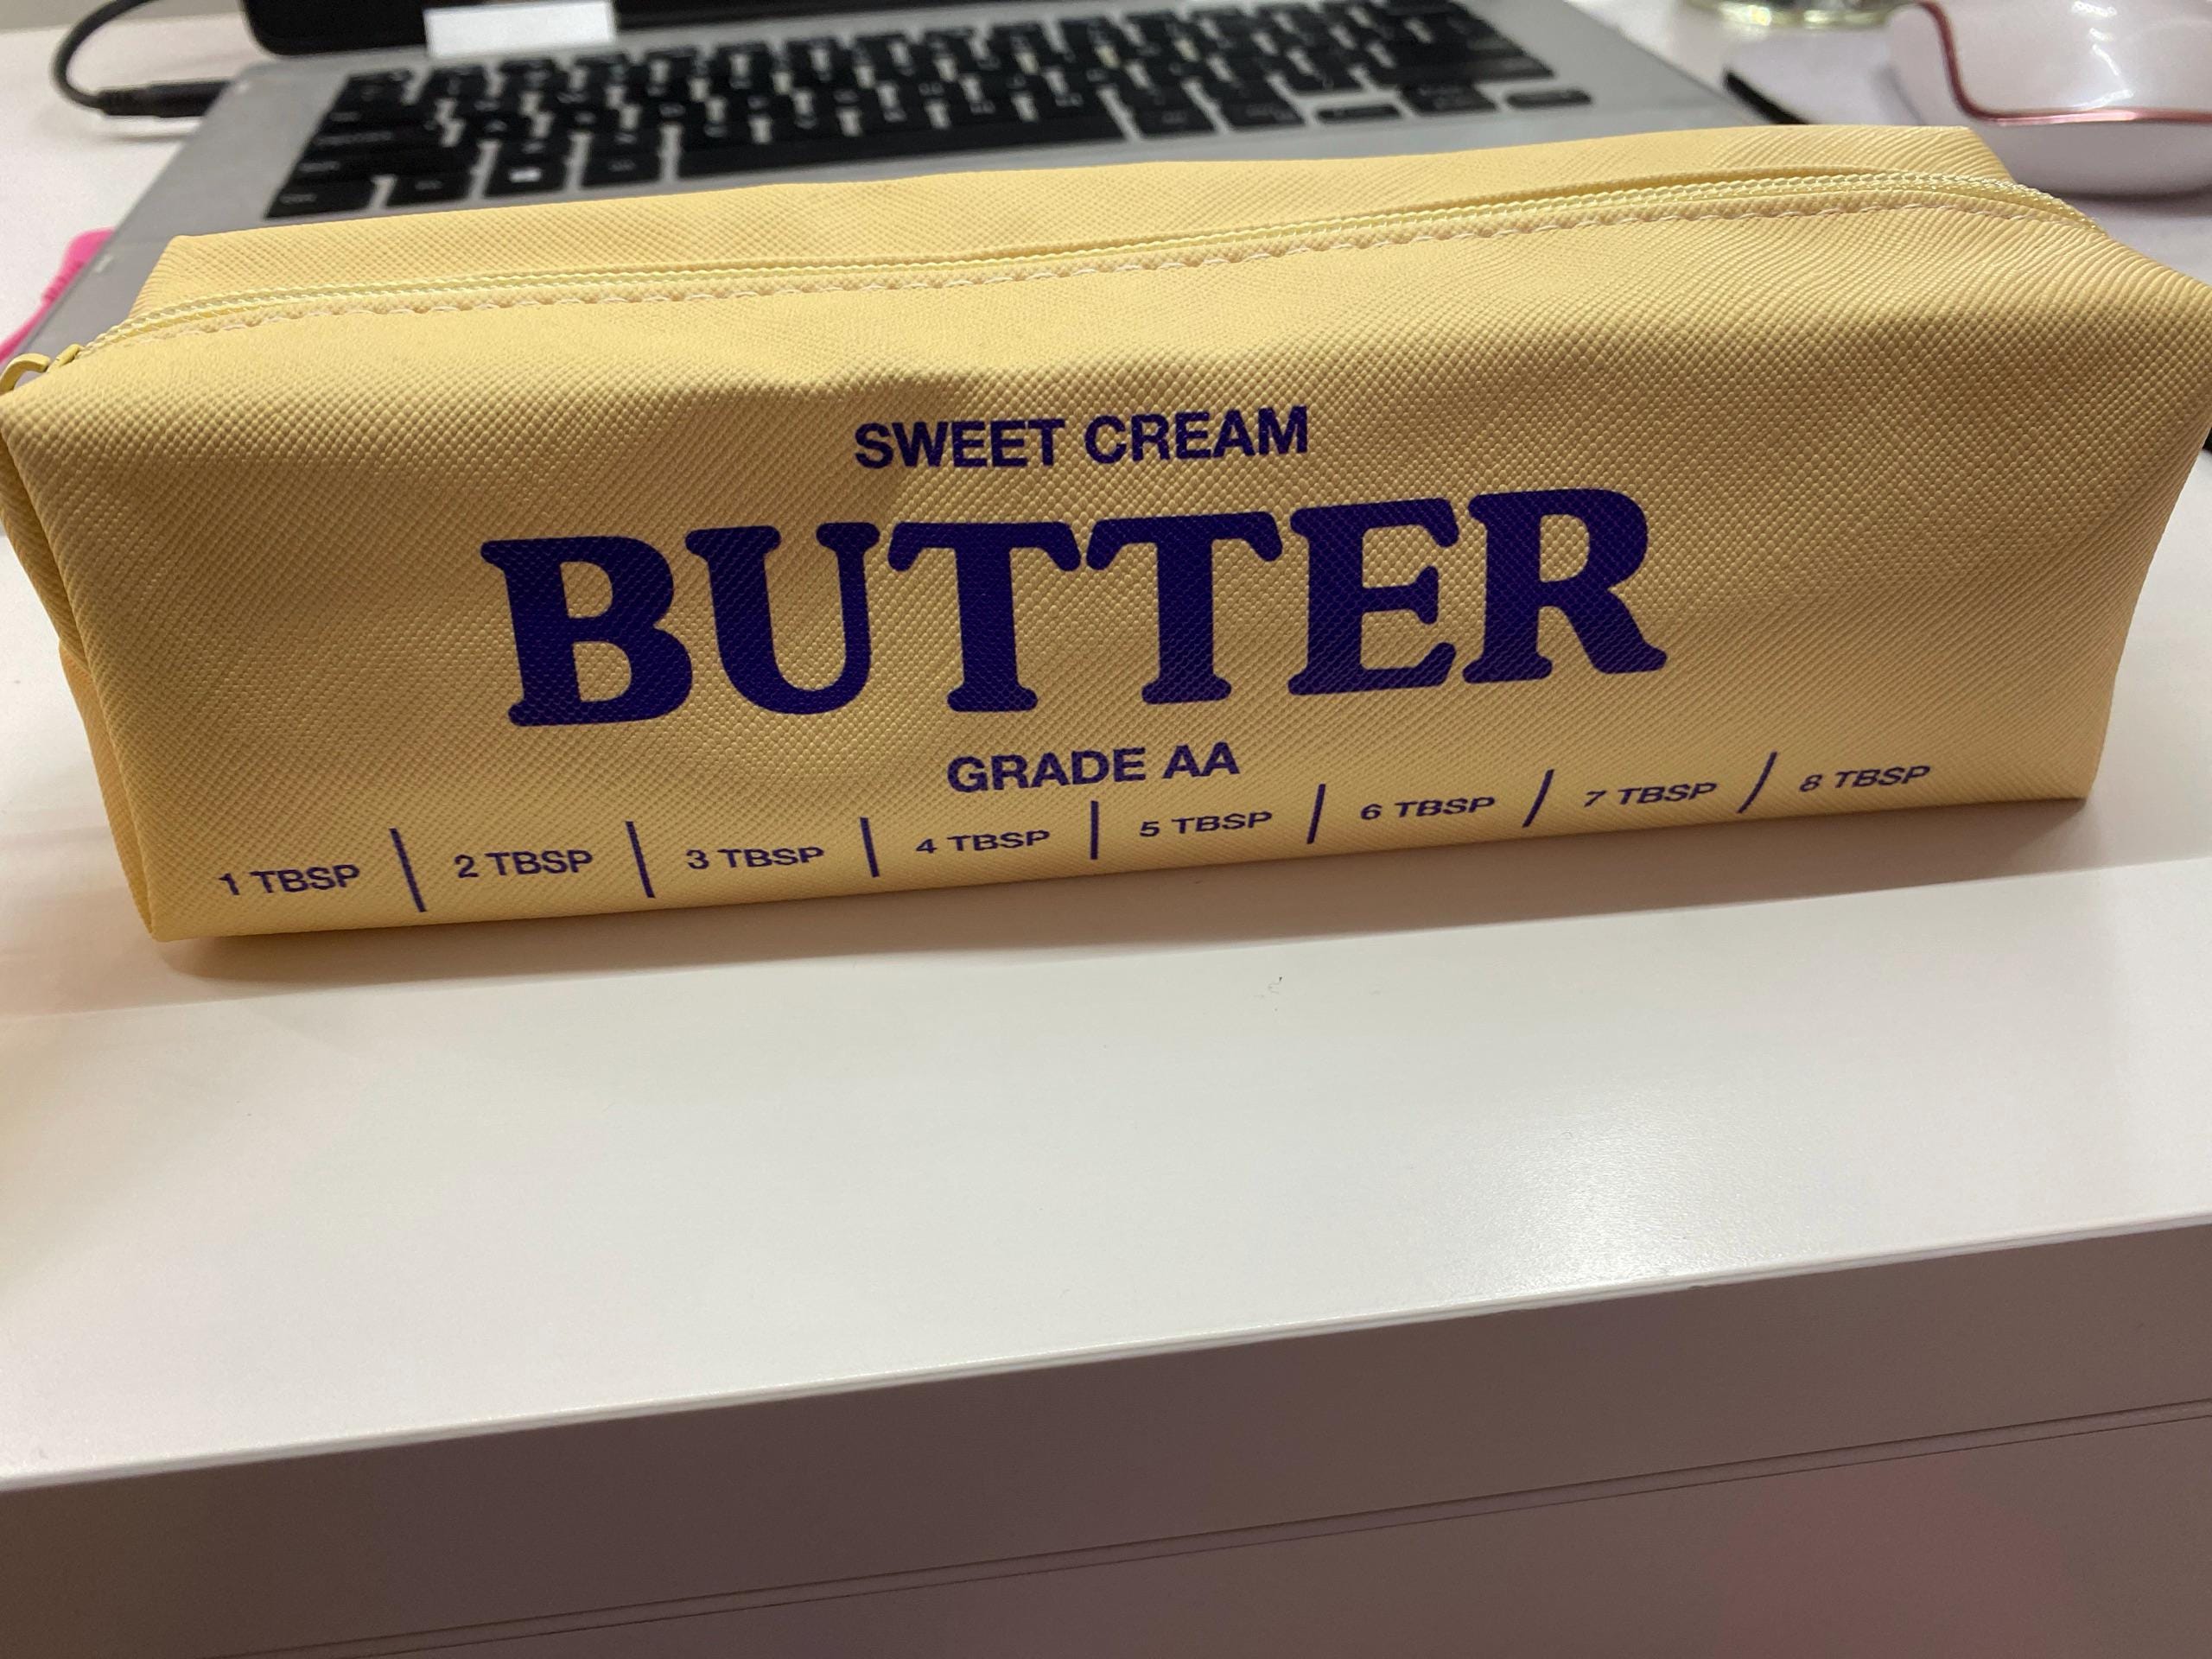 SWEET CREAM
BUTTER
GRADE AA
1 TBSP | 2 TBSP | 3 TBSP | 4 TBSP | 5 TBSP | 6 TBSP | 7 TBSP | 8 TBSP